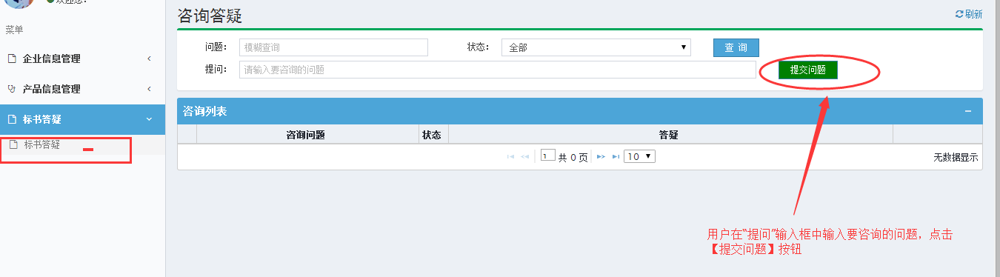 欢迎您!
咨询答疑
刷新
菜单
问题: 模糊查询 状态: 全部 查 询
企业信息管理
提问: 请输入要咨询的问题 提交问题
产品信息管理
标书答疑
咨询列表
标书答疑
咨询问题 状态 答疑
1 共 0 页 10 无数据显示
用户在“提问”输入框中输入要咨询的问题，点击
【提交问题】按钮